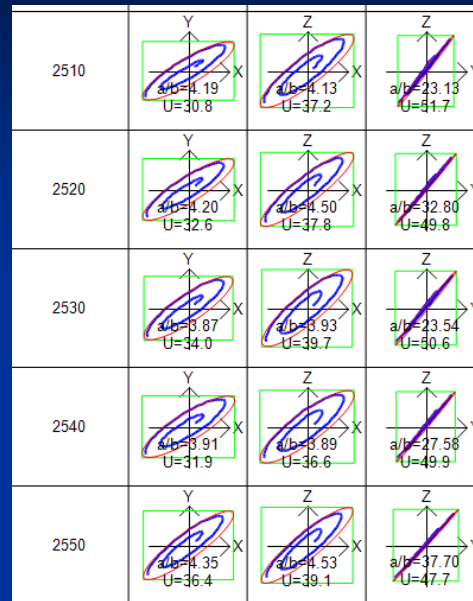 Y Z Z
2510 X X Y
a/b=4.19 a/b=4.13 a/b=23.13
U=30.8 U=37.2 U=51.7
Y Z Z
2520 X X Y
a/b=4.20 a/b=4.50 a/b=32.80
U=32.6 U=37.8 U=49.8
Y Z Z
2530 X X Y
a/b=3.87 a/b=3.93 a/b=23.54
U=34.0 U=39.7 U=50.6
Y Z Z
2540 X X Y
a/b=3.91 a/b=3.89 a/b=27.58
U=31.9 U=36.6 U=49.9
Y Z Z
2550 X X Y
a/b=4.35 a/b=4.53 a/b=37.70
U=36.4 U=39.1 U=47.7